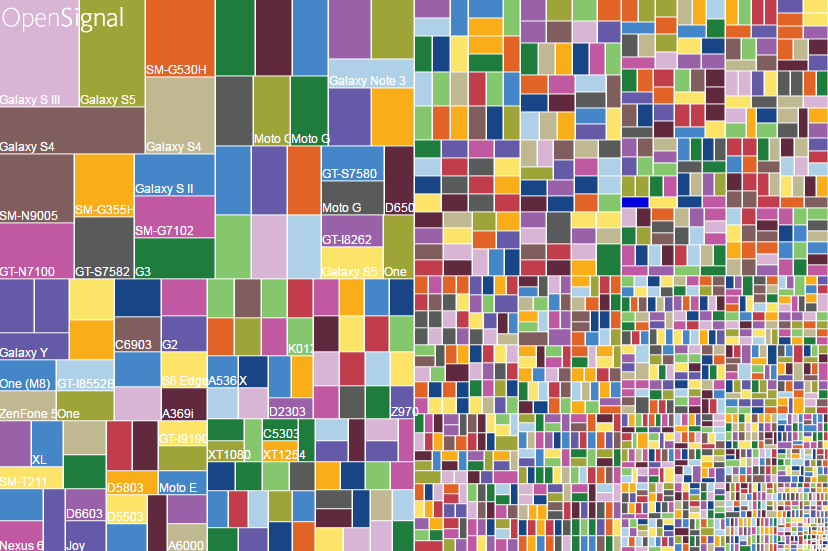 OpenSignal
Galaxy S III
Galaxy S5
SM-G530H
Galaxy Note 3
Galaxy S4
Galaxy S4
Moto G
Moto G
SM-N9005
SM-G355H
Galaxy S II
GT-S7580
Moto G
D650
SM-G7102
GT-I8262
GT-N7100
GT-S7582
G3
Galaxy S5
One
Galaxy Y
C6903
G2
K012
One (M8)
GT-I8552B
S6 Edge
A536
X
ZenFone 5
One
A369i
D2303
Z970
XL
GT-I9190
XT1080
C5303
XT1254
SM-T211
D5803
Moto E
D6603
D5503
Nexus 6
Joy
A6000